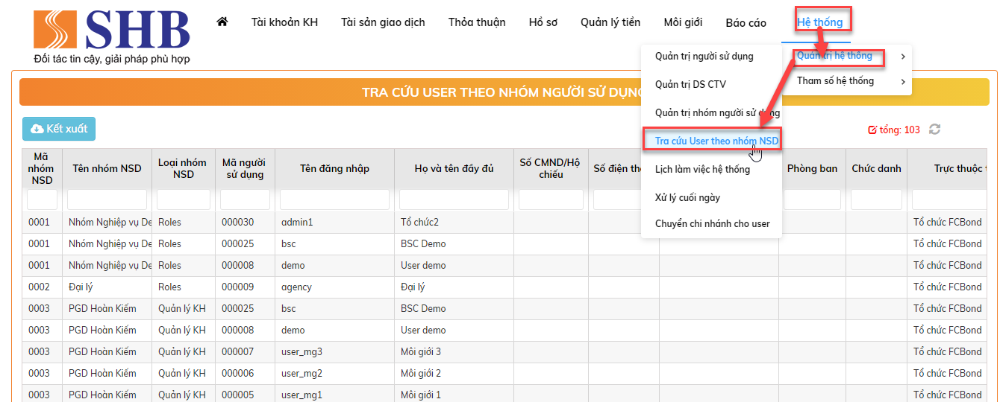 SHB
Đối tác tin cậy, giải pháp phù hợp
Tài khoản KH Tài sản giao dịch Thỏa thuận Hồ sơ Quản lý tiền Môi giới Báo cáo Hệ thống
Quản trị hệ thống
Tham số hệ thống
Quản trị người sử dụng
Quản trị DS CTV
Quản trị nhóm người sử dụng
Tra cứu User theo nhóm NSD
Lịch làm việc hệ thống
Xử lý cuối ngày
Chuyển chi nhánh cho user
TRA CỨU USER THEO NHÓM NGƯỜI SỬ DỤNG
Kết xuất
tổng: 103
Mã nhóm NSD Tên nhóm NSD Loại nhóm NSD Mã người sử dụng Tên đăng nhập Họ và tên đầy đủ Số CMND/Hộ chiếu Số điện Phòng ban Chức danh Trực thuộc
0001 Nhóm Nghiệp vụ De Roles 000030 admin1 Tổ chức2 Tổ chức FCBond
0001 Nhóm Nghiệp vụ De Roles 000025 bsc BSC Demo Tổ chức FCBond
0001 Nhóm Nghiệp vụ De Roles 000008 demo User demo Tổ chức FCBond
0002 Đại lý Roles 000009 agency Đại lý Tổ chức FCBond
0003 PGD Hoàn Kiếm Quản lý KH 000025 bsc BSC Demo Tổ chức FCBond
0003 PGD Hoàn Kiếm Quản lý KH 000008 demo User demo Tổ chức FCBond
0003 PGD Hoàn Kiếm Quản lý KH 000007 user_mg3 Môi giới 3 Tổ chức FCBond
0003 PGD Hoàn Kiếm Quản lý KH 000006 user_mg2 Môi giới 2 Tổ chức FCBond
0003 PGD Hoàn Kiếm Quản lý KH 000005 user_mg1 Môi giới 1 Tổ chức FCBond